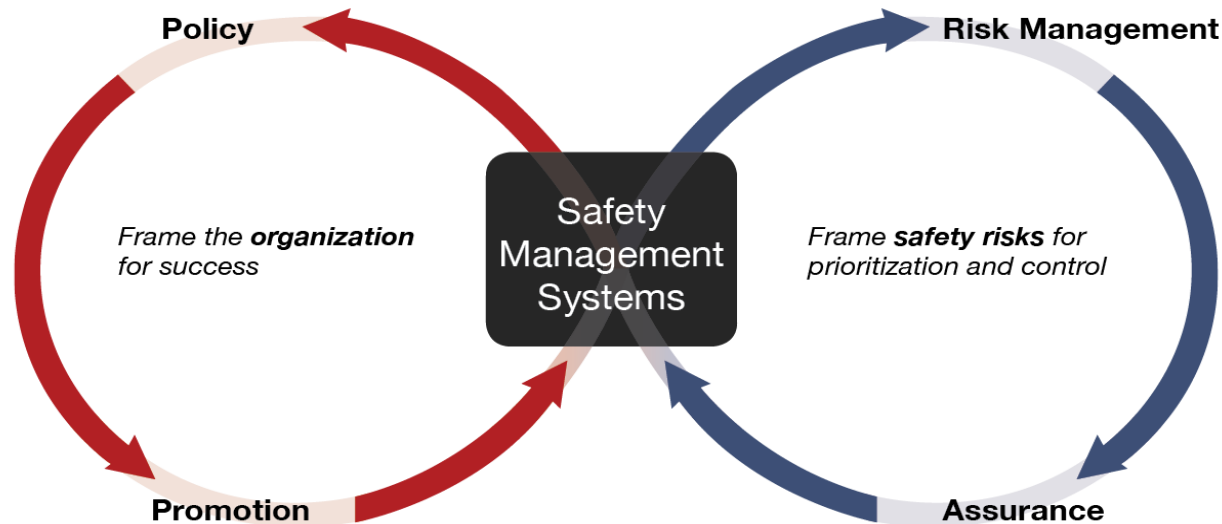 Policy
Risk Management
Frame the organization
for success
Safety
Management
Systems
Frame safety risks for
prioritization and control
Promotion
Assurance